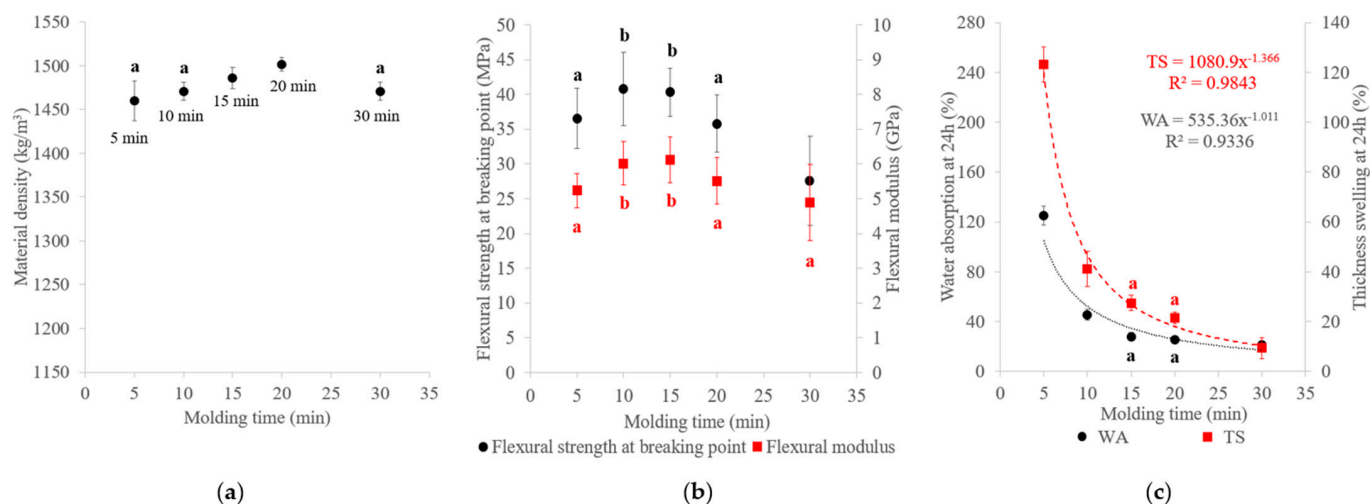 1550
1500
1450
1400
1350
1300
1250
1200
1150
Material density (kg/m³)
a
a
a
5 min
10 min
15 min
20 min
30 min
0 5 10 15 20 25 30 35
Molding time (min)
(a)
50
45
40
35
30
25
20
15
10
5
0
Flexural strength at breaking point (MPa)
a
b
b
a
a
b
b
a
a
10
9
8
7
6
5
4
3
2
1
0
Flexural modulus (GPa)
0 5 10 15 20 25 30 35
Molding time (min)
Flexural strength at breaking point Flexural modulus
(b)
280
240
200
160
120
80
40
0
Water absorption at 24h (%)
TS = 1080.9x⁻¹·³⁶⁶
R² = 0.9843
WA = 535.36x⁻¹·⁰¹¹
R² = 0.9336
a
a
a
a
140
120
100
80
60
40
20
0
Thickness swelling at 24h (%)
0 5 10 15 20 25 30 35
Molding time (min)
WA TS
(c)